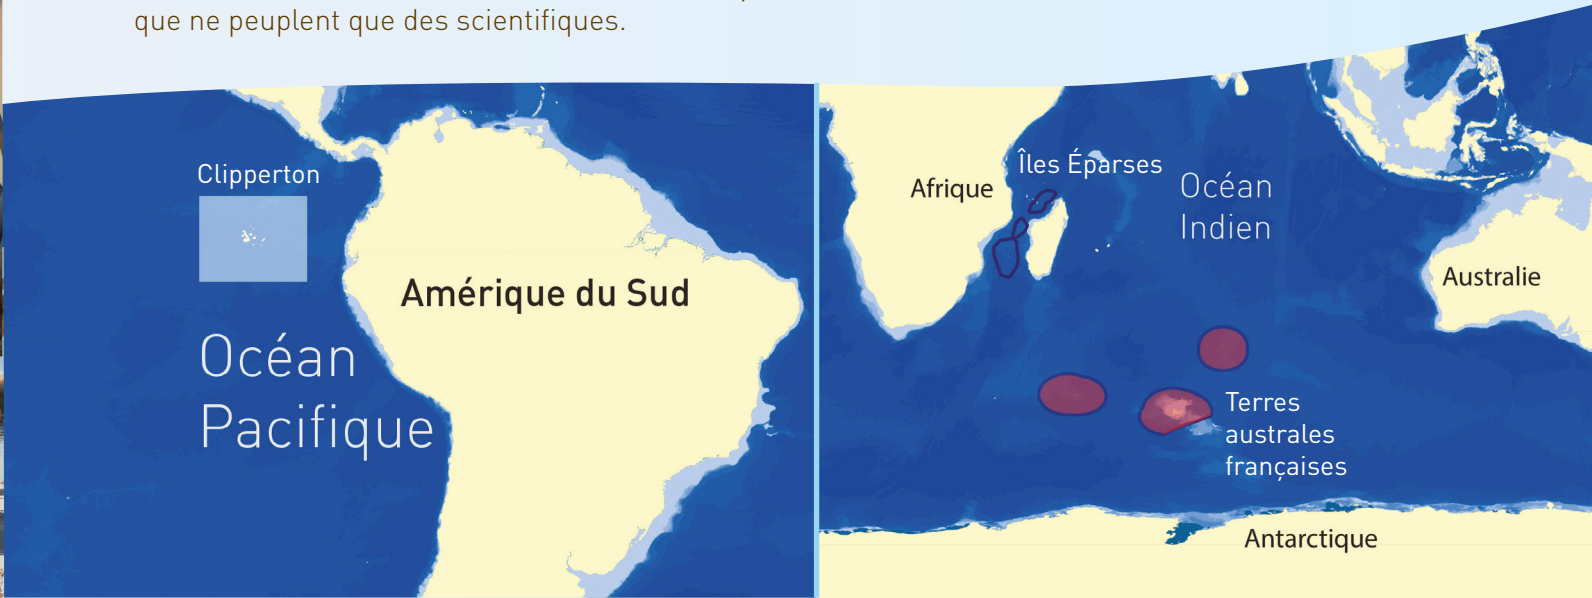 que ne peuplent que des scientifiques.
Clipperton
Amérique du Sud
Océan
Pacifique
Îles Éparses
Afrique
Océan
Indien
Australie
Terres
australes
françaises
Antarctique